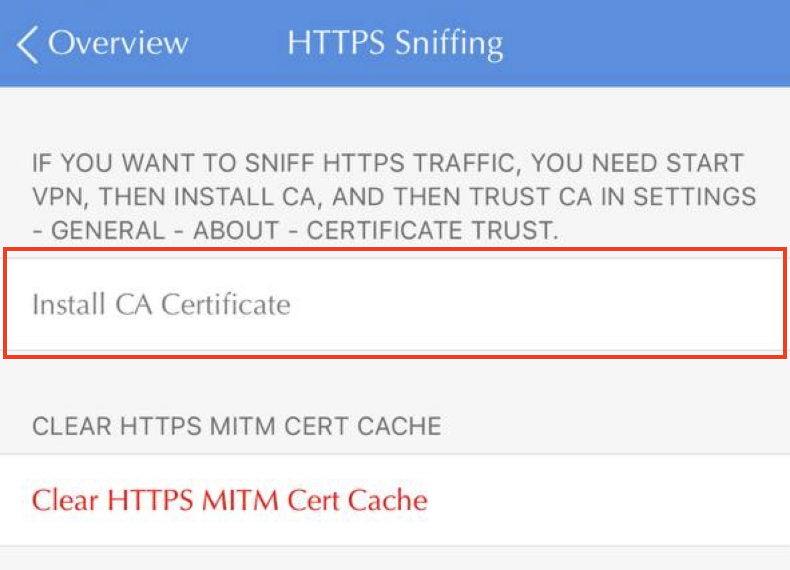 Overview
HTTPS Sniffing
IF YOU WANT TO SNIFF HTTPS TRAFFIC, YOU NEED START
VPN, THEN INSTALL CA, AND THEN TRUST CA IN SETTINGS
- GENERAL - ABOUT - CERTIFICATE TRUST.
Install CA Certificate
CLEAR HTTPS MITM CERT CACHE
Clear HTTPS MITM Cert Cache